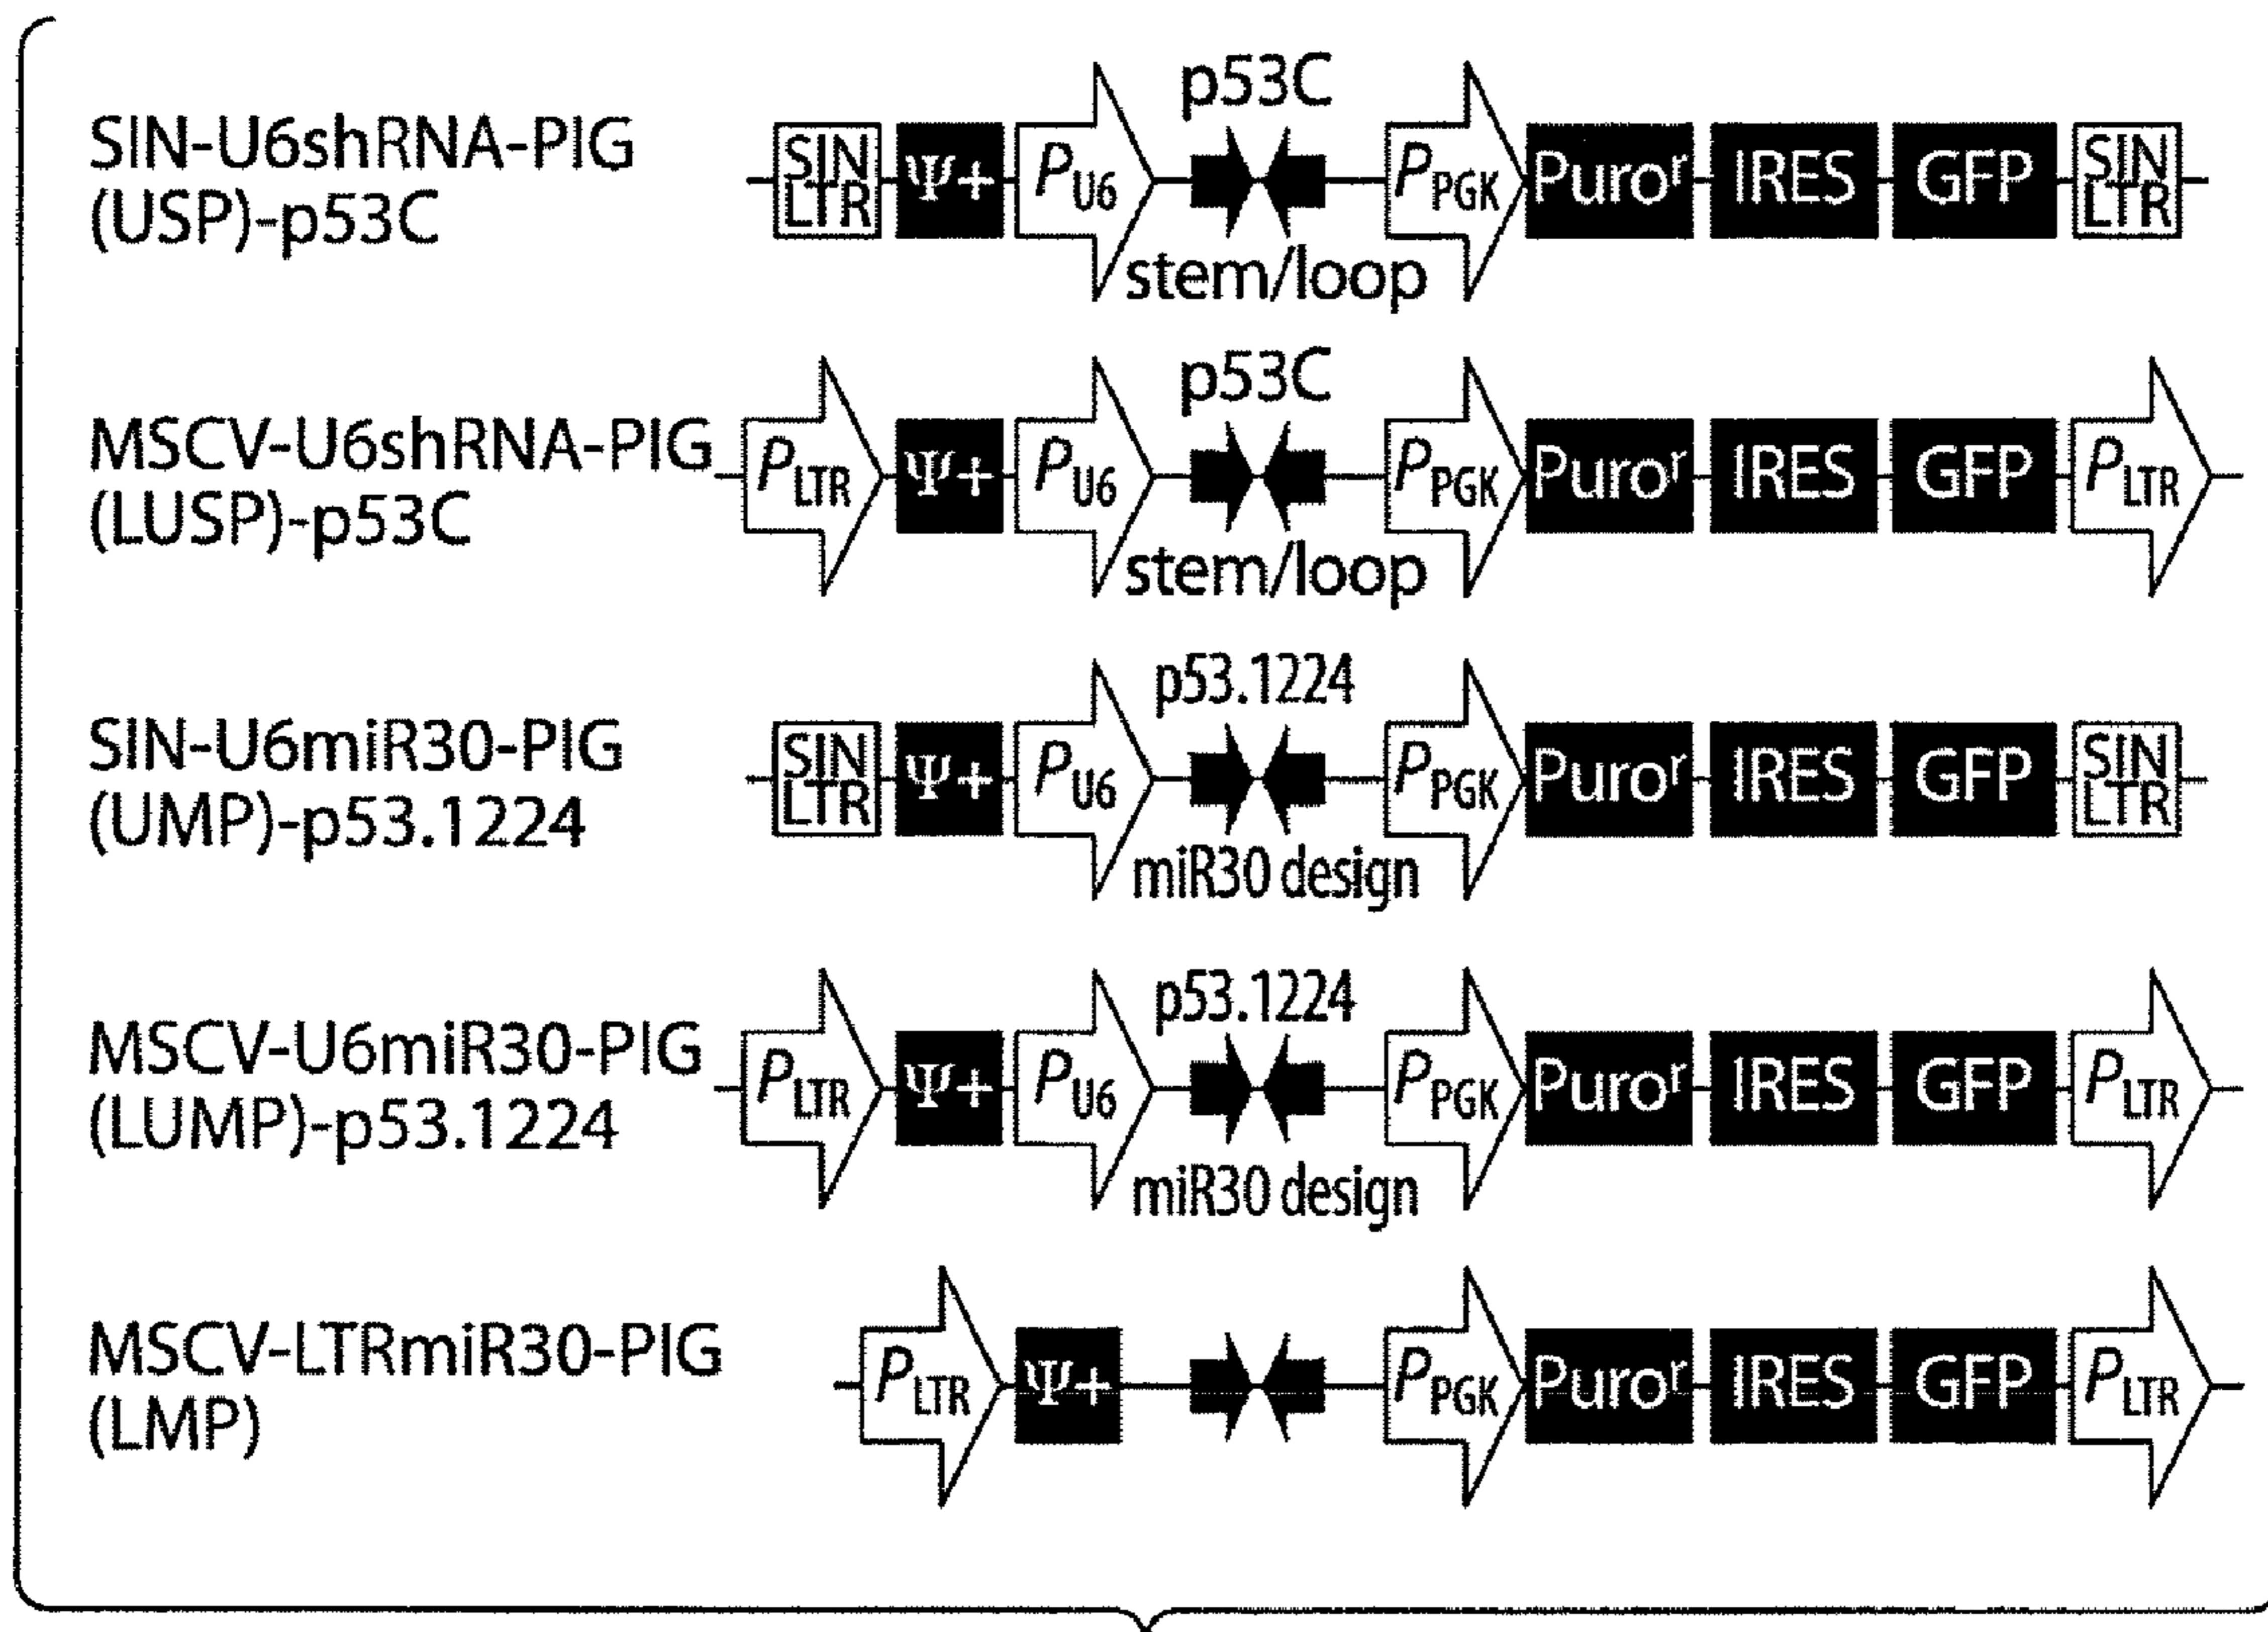 SIN-U6shRNA-PIG
(USP)-p53C
p53C
SIN
LTR
Ψ+
PU6
PPGK
Puror
IRES
GFP
SIN
LTR
stem/loop
MSCV-U6shRNA-PIG
(LUSP)-p53C
p53C
PLTR
Ψ+
PU6
PPGK
Puror
IRES
GFP
PLTR
stem/loop
SIN-U6miR30-PIG
(UMP)-p53.1224
p53.1224
SIN
LTR
Ψ+
PU6
PPGK
Puror
IRES
GFP
SIN
LTR
miR30 design
MSCV-U6miR30-PIG
(LUMP)-p53.1224
p53.1224
PLTR
Ψ+
PU6
PPGK
Puror
IRES
GFP
PLTR
miR30 design
MSCV-LTRmiR30-PIG
(LMP)
PLTR
Ψ+
PPGK
Puror
IRES
GFP
PLTR